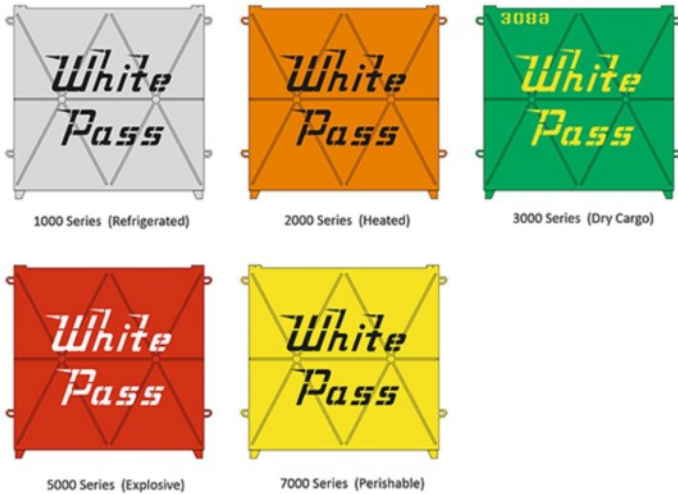 3088
White
Pass
White
Pass
White
Pass
1000 Series (Refrigerated)
2000 Series (Heated)
3000 Series (Dry Cargo)
White
Pass
White
Pass
5000 Series (Explosive)
7000 Series (Perishable)